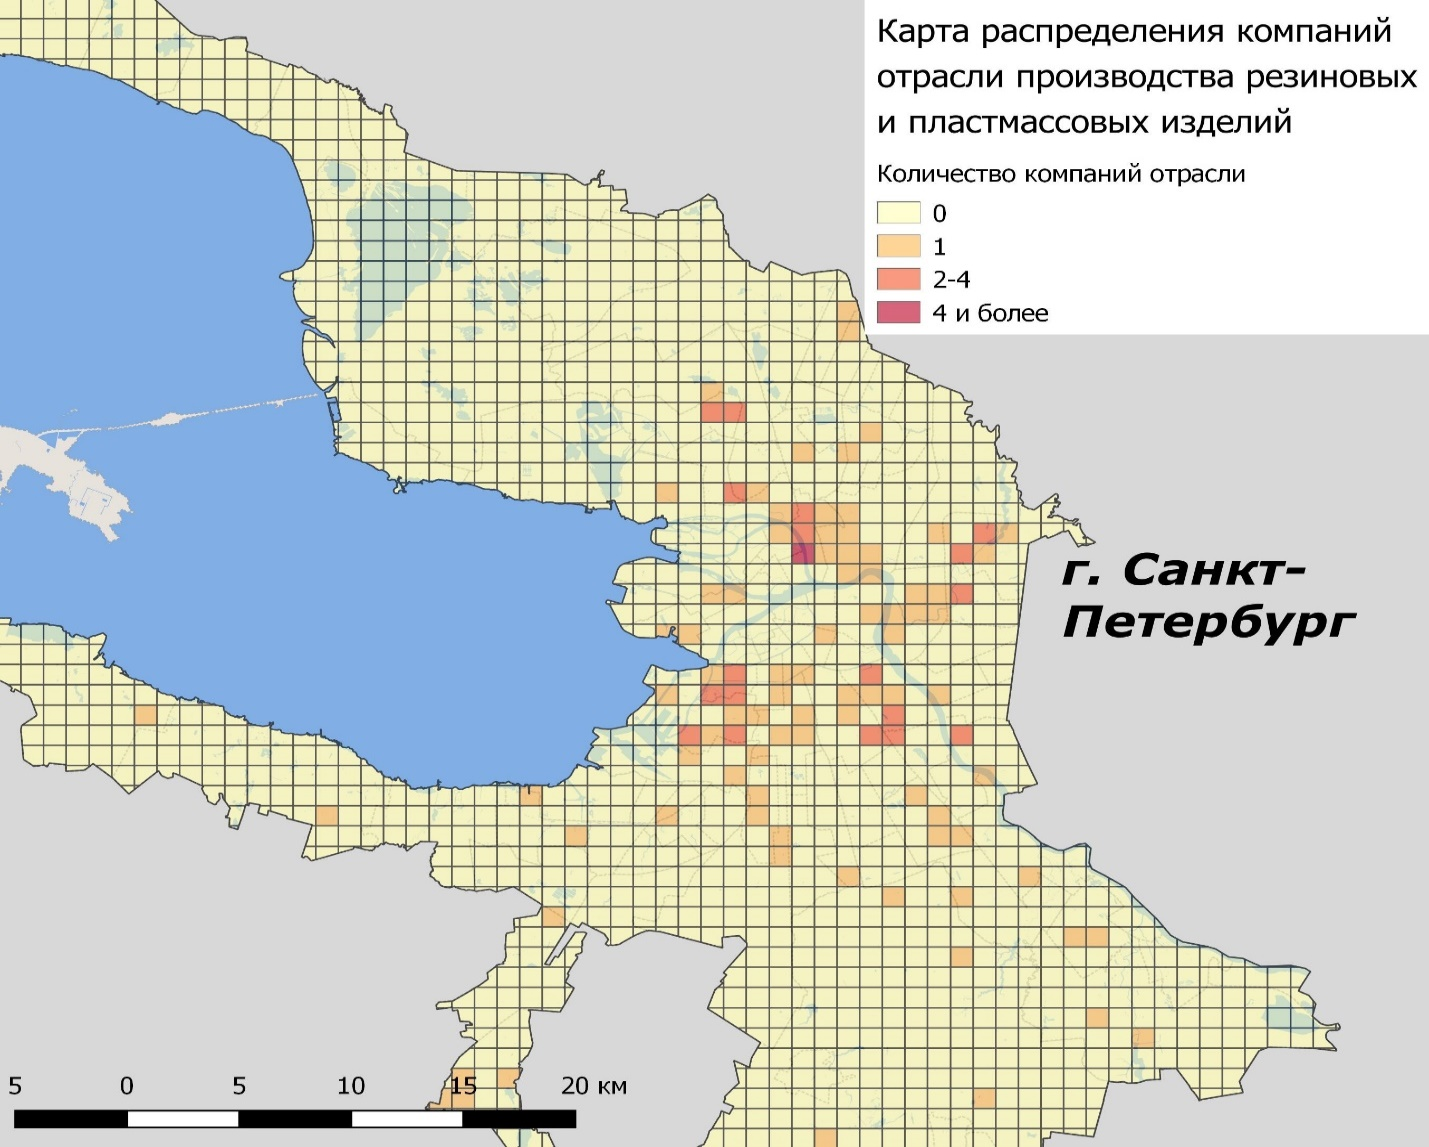 Карта распределения компаний
отрасли производства резиновых
и пластмассовых изделий
Количество компаний отрасли
0
1
2-4
4 и более
г. Санкт-
Петербург
5 0 5 10 15 20 км